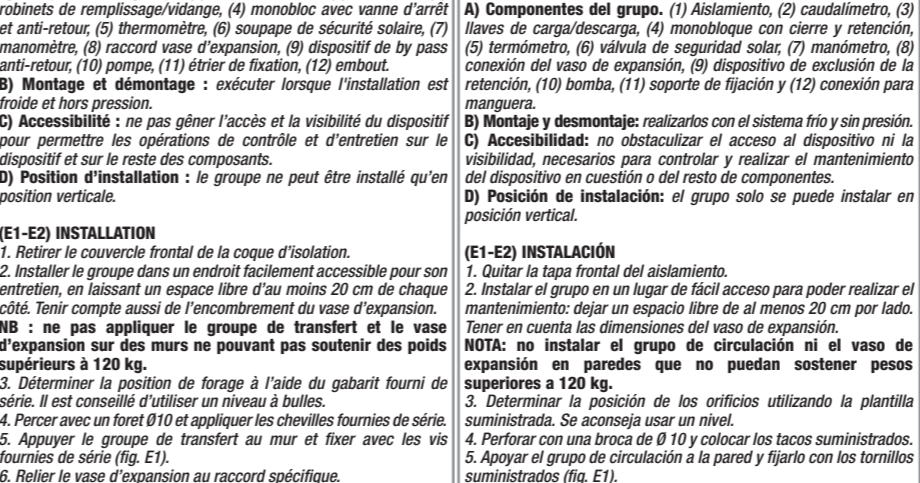 robinets de remplissage/vidange, (4) monobloc avec vanne d'arrêt
et anti-retour, (5) thermomètre, (6) soupape de sécurité solaire, (7)
manomètre, (8) raccord vase d'expansion, (9) dispositif de by pass
anti-retour, (10) pompe, (11) étrier de fixation, (12) embout.
B) Montage et démontage : exécuter lorsque l'installation est
froide et hors pression.
C) Accessibilité : ne pas gêner l'accès et la visibilité du dispositif
pour permettre les opérations de contrôle et d'entretien sur le
dispositif et sur le reste des composants.
D) Position d'installation : le groupe ne peut être installé qu'en
position verticale.
(E1-E2) INSTALLATION
1. Retirer le couvercle frontal de la coque d'isolation.
2. Installer le groupe dans un endroit facilement accessible pour son
entretien, en laissant un espace libre d'au moins 20 cm de chaque
côté. Tenir compte aussi de l'encombrement du vase d'expansion.
NB : ne pas appliquer le groupe de transfert et le vase
d'expansion sur des murs ne pouvant pas soutenir des poids
supérieurs à 120 kg.
3. Déterminer la position de forage à l'aide du gabarit fourni de
série. Il est conseillé d'utiliser un niveau à bulles.
4. Percer avec un foret Ø10 et appliquer les chevilles fournies de série.
5. Appuyer le groupe de transfert au mur et fixer avec les vis
fournies de série (fig. E1).
6. Relier le vase d'expansion au raccord spécifique.
A) Componentes del grupo. (1) Aislamiento, (2) caudalímetro, (3)
llaves de carga/descarga, (4) monobloque con cierre y retención,
(5) termómetro, (6) válvula de seguridad solar, (7) manómetro, (8)
conexión del vaso de expansión, (9) dispositivo de exclusión de la
retención, (10) bomba, (11) soporte de fijación y (12) conexión para
manguera.
B) Montaje y desmontaje: realizarlos con el sistema frío y sin presión.
C) Accesibilidad: no obstaculizar el acceso al dispositivo ni la
visibilidad, necesarios para controlar y realizar el mantenimiento
del dispositivo en cuestión o del resto de componentes.
D) Posición de instalación: el grupo solo se puede instalar en
posición vertical.
(E1-E2) INSTALACIÓN
1. Quitar la tapa frontal del aislamiento.
2. Instalar el grupo en un lugar de fácil acceso para poder realizar el
mantenimiento: dejar un espacio libre de al menos 20 cm por lado.
Tener en cuenta las dimensiones del vaso de expansión.
NOTA: no instalar el grupo de circulación ni el vaso de
expansión en paredes que no puedan sostener pesos
superiores a 120 kg.
3. Determinar la posición de los orificios utilizando la plantilla
suministrada. Se aconseja usar un nivel.
4. Perforar con una broca de Ø 10 y colocar los tacos suministrados.
5. Apoyar el grupo de circulación a la pared y fijarlo con los tornillos
suministrados (fig. E1).